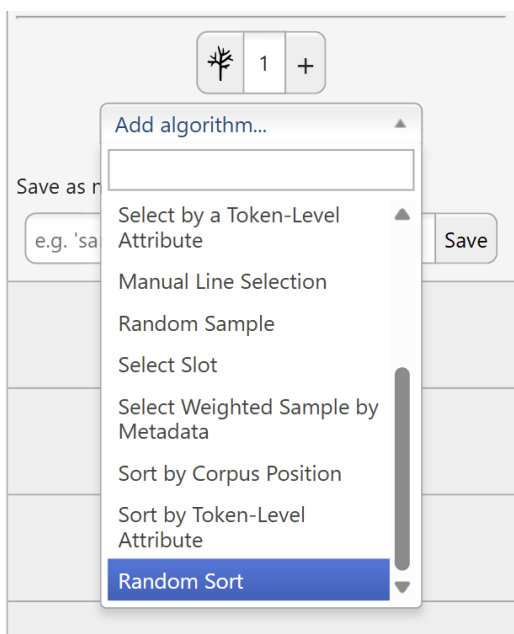 1 +
Add algorithm...
Save as
Select by a Token-Level
Attribute
e.g. 'sa
Save
Manual Line Selection
Random Sample
Select Slot
Select Weighted Sample by
Metadata
Sort by Corpus Position
Sort by Token-Level
Attribute
Random Sort